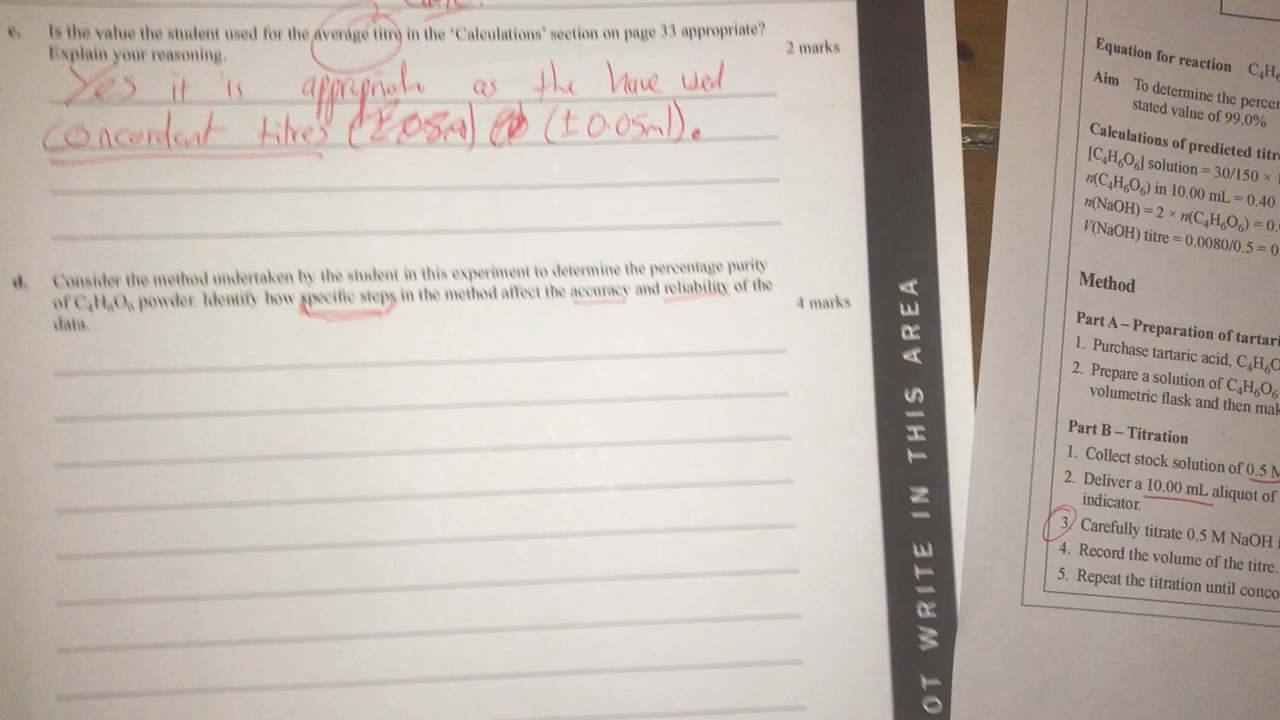 c. Is the value the student used for the average titre in the 'Calculations' section on page 33 appropriate?
Explain your reasoning. 2 marks
Yes it is appropriate as the have used
concordant titres (±0.05ml).
d. Consider the method undertaken by the student in this experiment to determine the percentage purity
of C4H6O6 powder. Identify how specific steps in the method affect the accuracy and reliability of the
data. 4 marks
OT WRITE IN THIS AREA
Equation for reaction C4H6
Aim To determine the percen
stated value of 99.0%
Calculations of predicted titre
[C4H6O6] solution = 30/150 ×
n(C4H6O6) in 10.00 mL = 0.40
n(NaOH) = 2 × n(C4H6O6) = 0.
V(NaOH) titre = 0.0080/0.5 = 0
Method
Part A – Preparation of tartari
1. Purchase tartaric acid, C4H6O
2. Prepare a solution of C4H6O6
volumetric flask and then mak
Part B – Titration
1. Collect stock solution of 0.5 M
2. Deliver a 10.00 mL aliquot of
indicator.
3. Carefully titrate 0.5 M NaOH i
4. Record the volume of the titre.
5. Repeat the titration until conco